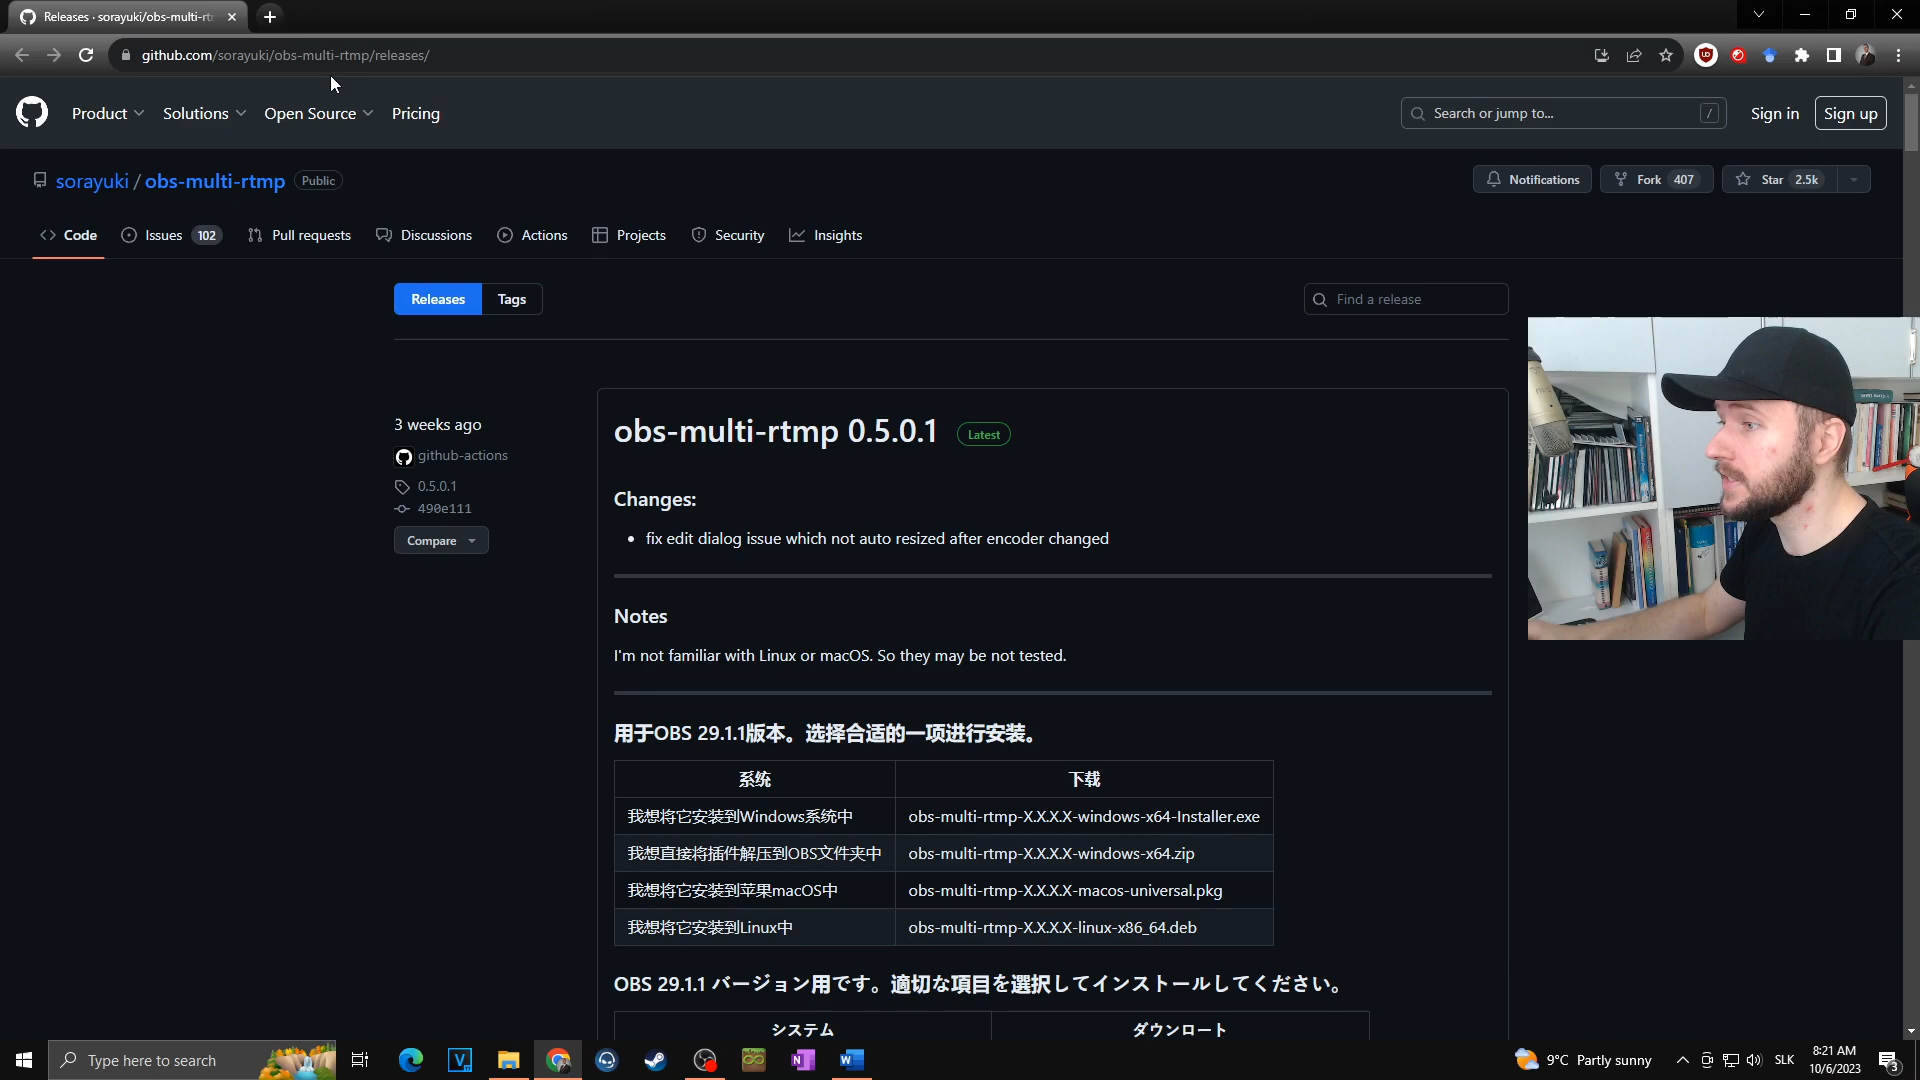 Releases · sorayuki/obs-multi-rt
github.com/sorayuki/obs-multi-rtmp/releases/
Product
Solutions
Open Source
Pricing
Search or jump to...
/
Sign in
Sign up
sorayuki / obs-multi-rtmp
Public
Notifications
Fork 407
Star 2.5k
Code
Issues 102
Pull requests
Discussions
Actions
Projects
Security
Insights
Releases
Tags
Find a release
3 weeks ago
github-actions
0.5.0.1
490e111
Compare
obs-multi-rtmp 0.5.0.1
Latest
Changes:
• fix edit dialog issue which not auto resized after encoder changed
Notes
I'm not familiar with Linux or macOS. So they may be not tested.
用于OBS 29.1.1版本。选择合适的一项进行安装。
系统 下载
我想将它安装到Windows系统中 obs-multi-rtmp-X.X.X.X-windows-x64-Installer.exe
我想直接将插件解压到OBS文件夹中 obs-multi-rtmp-X.X.X.X-windows-x64.zip
我想将它安装到苹果macOS中 obs-multi-rtmp-X.X.X.X-macos-universal.pkg
我想将它安装到Linux中 obs-multi-rtmp-X.X.X.X-linux-x86_64.deb
OBS 29.1.1 バージョン用です。適切な項目を選択してインストールしてください。
システム ダウンロード
Type here to search
9°C Partly sunny
SLK
8:21 AM
10/6/2023
3